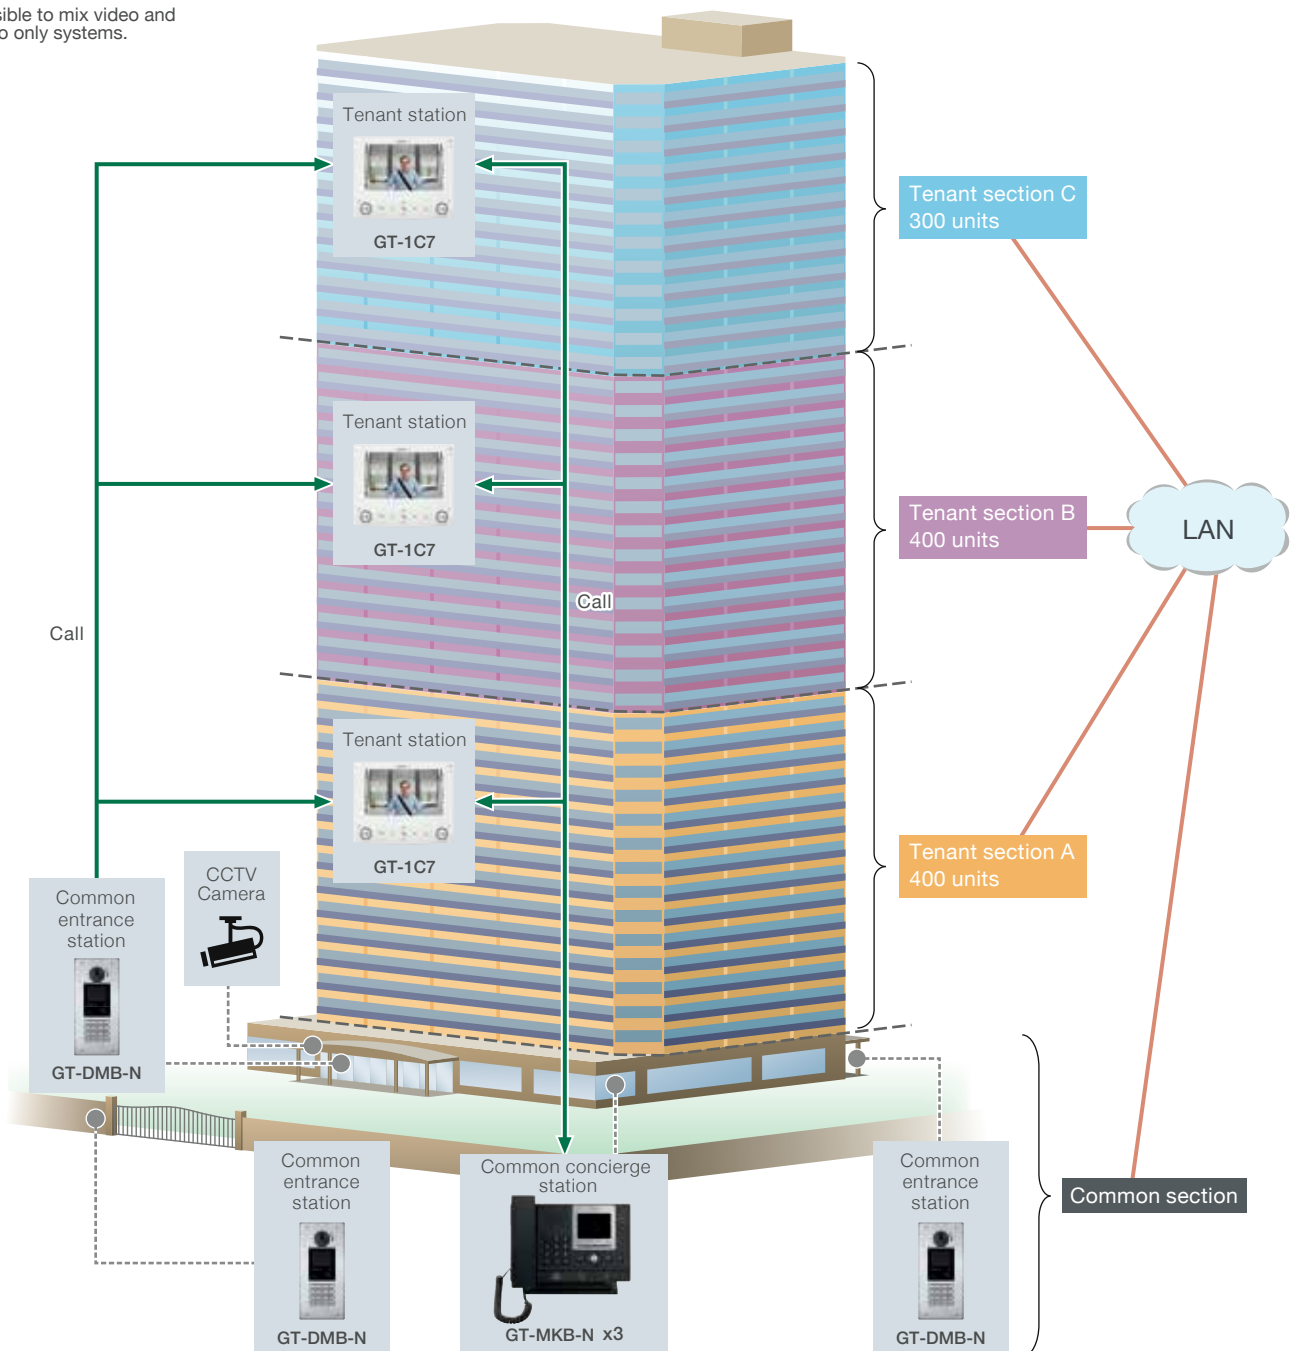 sible to mix video and
o only systems.
Tenant station
GT-1C7
Tenant section C
300 units
Tenant station
GT-1C7
Tenant section B
400 units
LAN
Call
Call
Tenant station
GT-1C7
Tenant section A
400 units
CCTV
Camera
Common
entrance
station
GT-DMB-N
Common
entrance
station
GT-DMB-N
Common concierge
station
GT-MKB-N x3
Common
entrance
station
GT-DMB-N
Common section